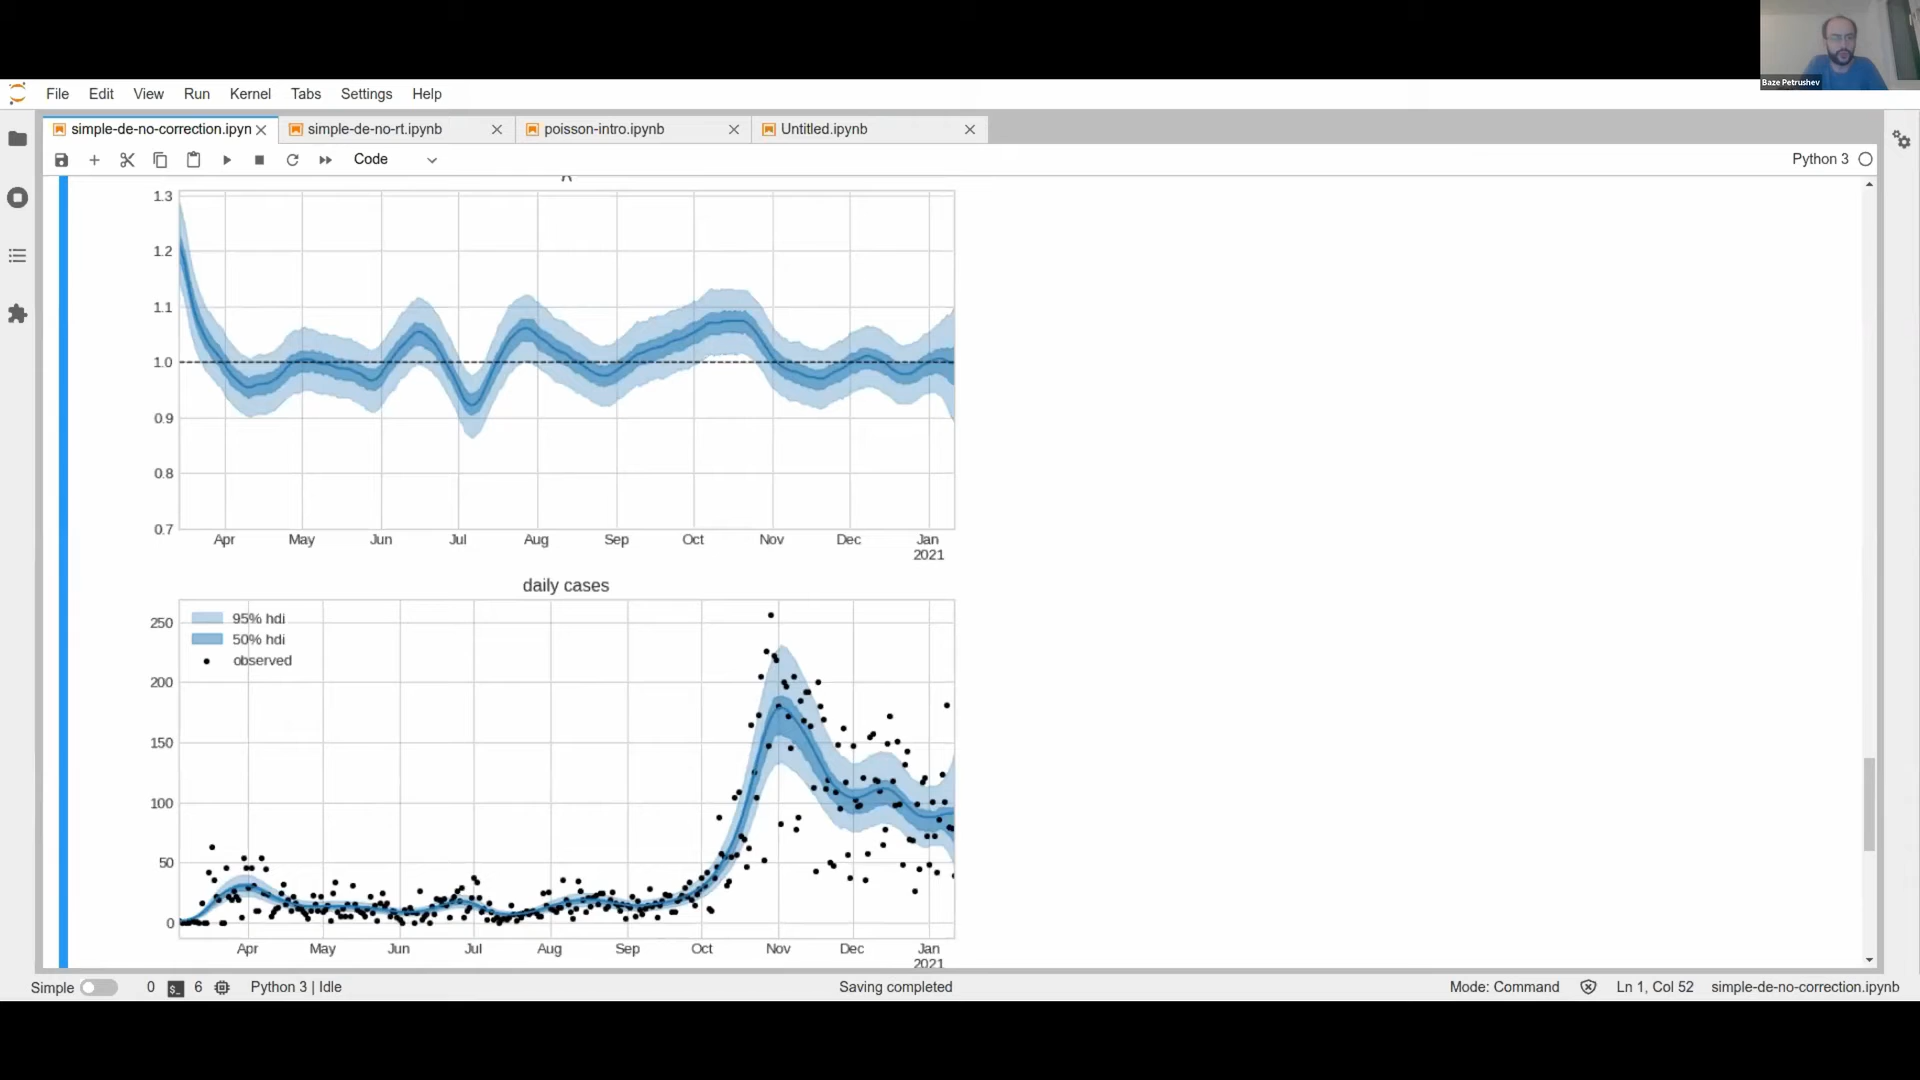 Baze Petrushev
File Edit View Run Kernel Tabs Settings Help
simple-de-no-correction.ipyn simple-de-no-rt.ipynb poisson-intro.ipynb Untitled.ipynb
Code Python 3
1.3
1.2
1.1
1.0
0.9
0.8
0.7
Apr May Jun Jul Aug Sep Oct Nov Dec Jan
2021
daily cases
95% hdi
50% hdi
observed
250
200
150
100
50
0
Apr May Jun Jul Aug Sep Oct Nov Dec Jan
2021
Simple 0 $_ 6 Python 3 | Idle Saving completed Mode: Command Ln 1, Col 52 simple-de-no-correction.ipynb